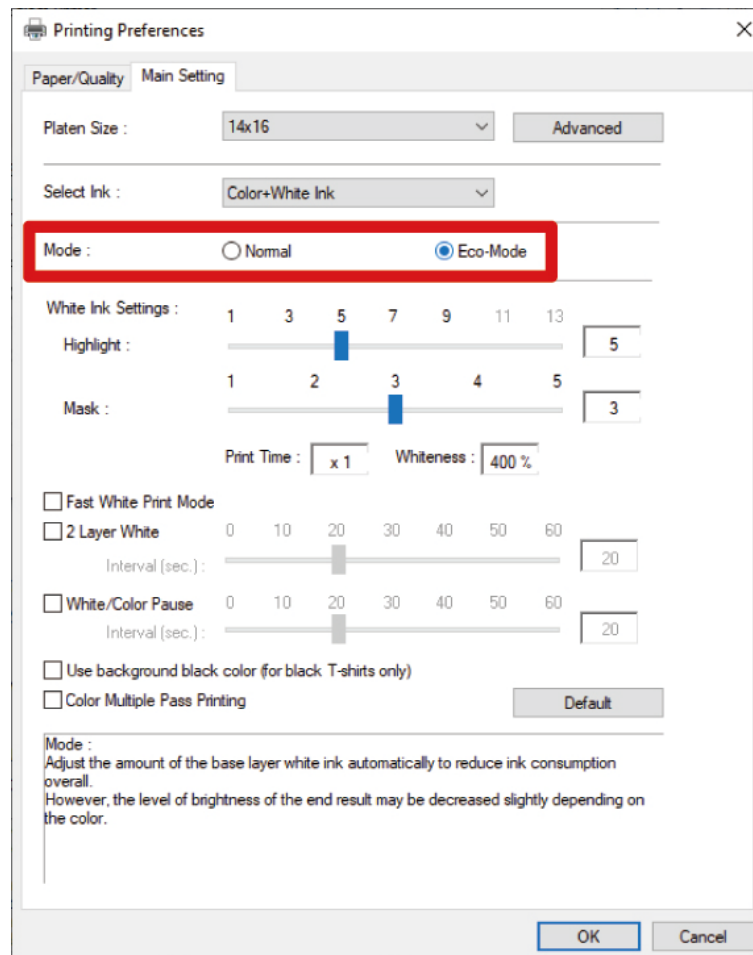 Printing Preferences
Paper/Quality Main Setting
Platen Size : 14x16 Advanced
Select Ink : Color+White Ink
Mode : Normal Eco-Mode
White Ink Settings : 1 3 5 7 9 11 13
Highlight : 5
1 2 3 4 5
Mask : 3
Print Time : x 1 Whiteness : 400 %
Fast White Print Mode
2 Layer White 0 10 20 30 40 50 60
Interval (sec.) : 20
White/Color Pause 0 10 20 30 40 50 60
Interval (sec.) : 20
Use background black color (for black T-shirts only)
Color Multiple Pass Printing Default
Mode :
Adjust the amount of the base layer white ink automatically to reduce ink consumption
overall.
However, the level of brightness of the end result may be decreased slightly depending on
the color.
OK Cancel